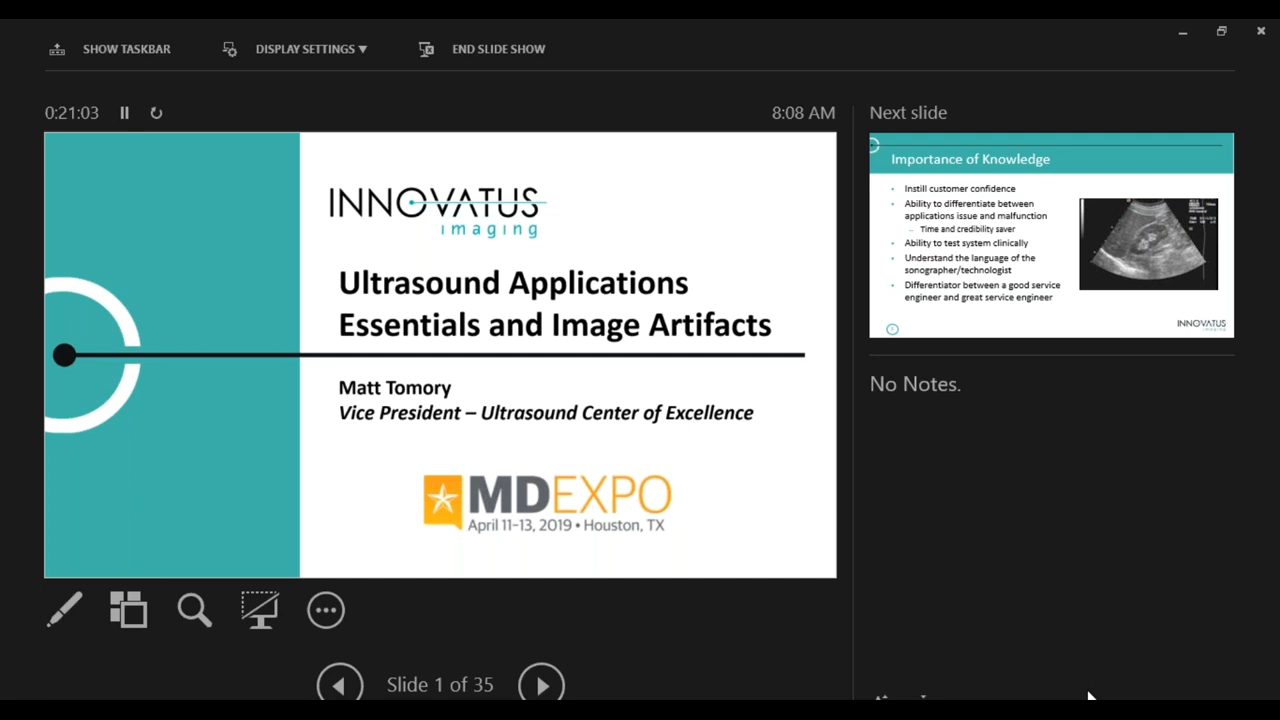 SHOW TASKBAR
DISPLAY SETTINGS ▼
END SLIDE SHOW
0:21:03
8:08 AM
INNOVATUS
imaging
Ultrasound Applications
Essentials and Image Artifacts
Matt Tomory
Vice President – Ultrasound Center of Excellence
MDEXPO
April 11-13, 2019 • Houston, TX
Slide 1 of 35
Next slide
Importance of Knowledge
• Instill customer confidence
• Ability to differentiate between
applications issue and malfunction
– Time and credibility saver
• Ability to test system clinically
• Understand the language of the
sonographer/technologist
• Differentiator between a good service
engineer and great service engineer
INNOVATUS
imaging
No Notes.